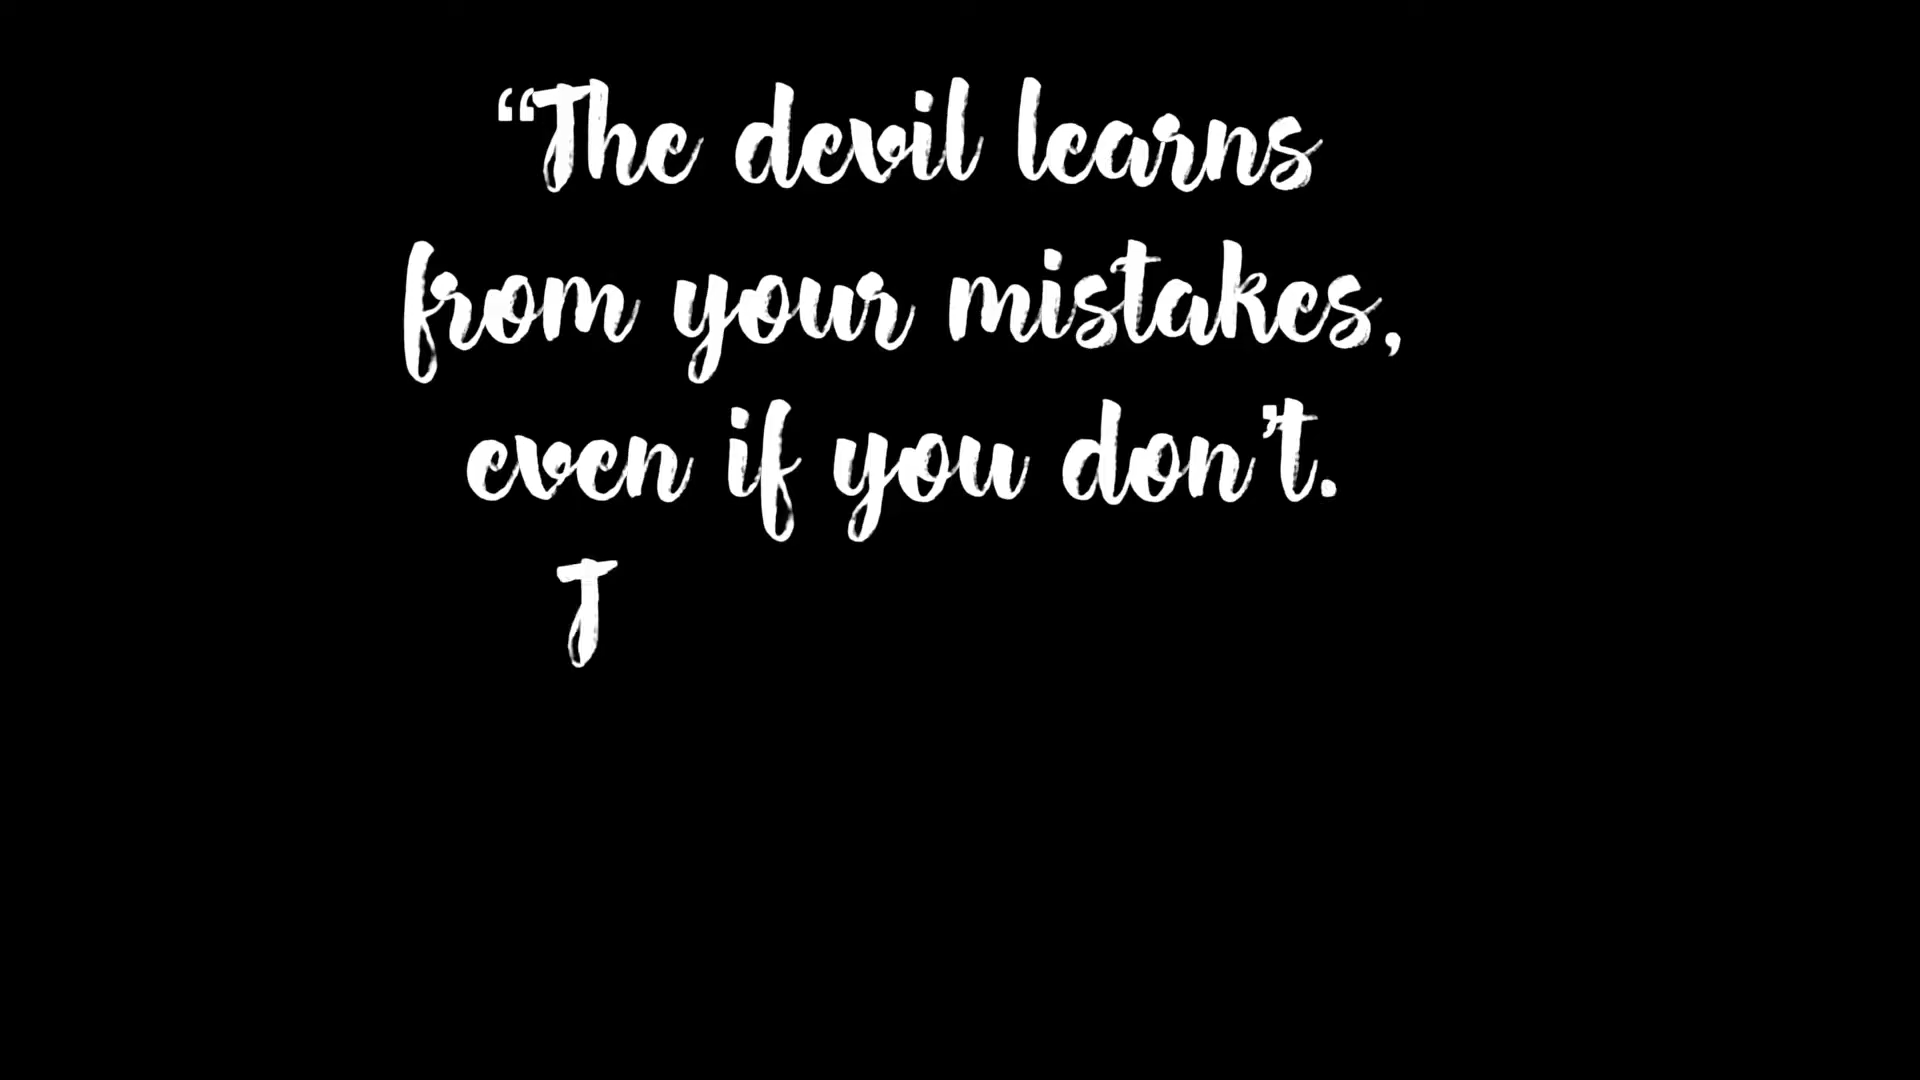 “The devil learns
from your mistakes,
even if you don’t.
T